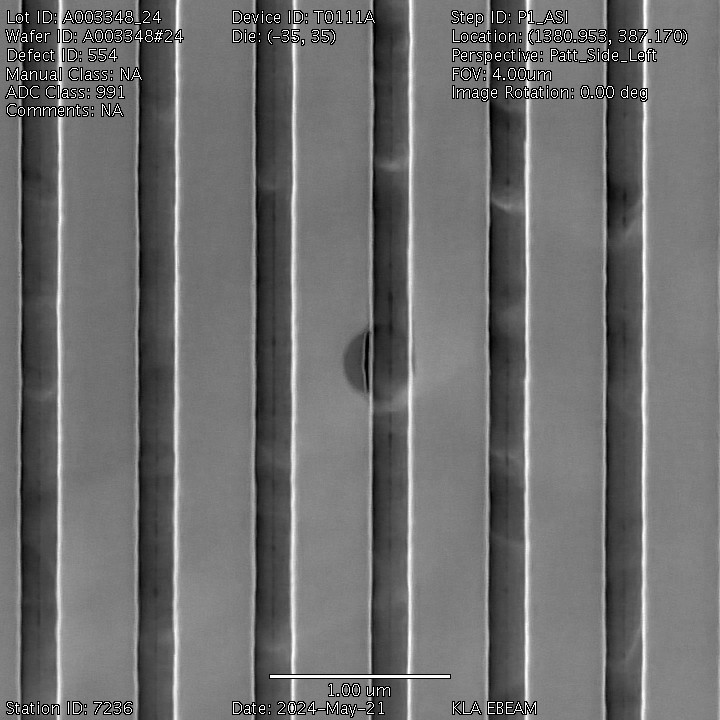 Lot ID: A003348_24 Device ID: T0111A Step ID: P1_ASI
Wafer ID: A003348#24 Die: (-35, 35) Location: (1380.953, 387.170)
Defect ID: 554 Perspective: Patt_Side_Left
Manual Class: NA FOV: 4.00um
ADC Class: 991 Image Rotation: 0.00 deg
Comments: NA
1.00 um
Station ID: 7236 Date: 2024-May-21 KLA EBEAM